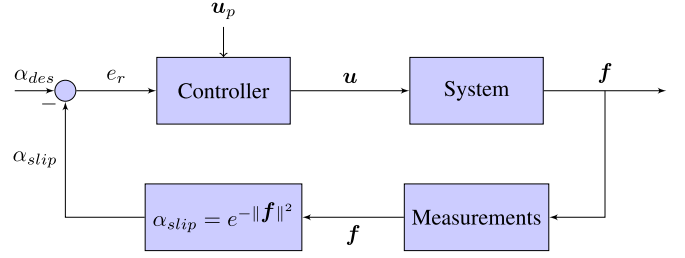 u_p
α_des
e_r
Controller
u
System
f
−
α_slip
α_slip = e^{−‖f‖²}
f
Measurements